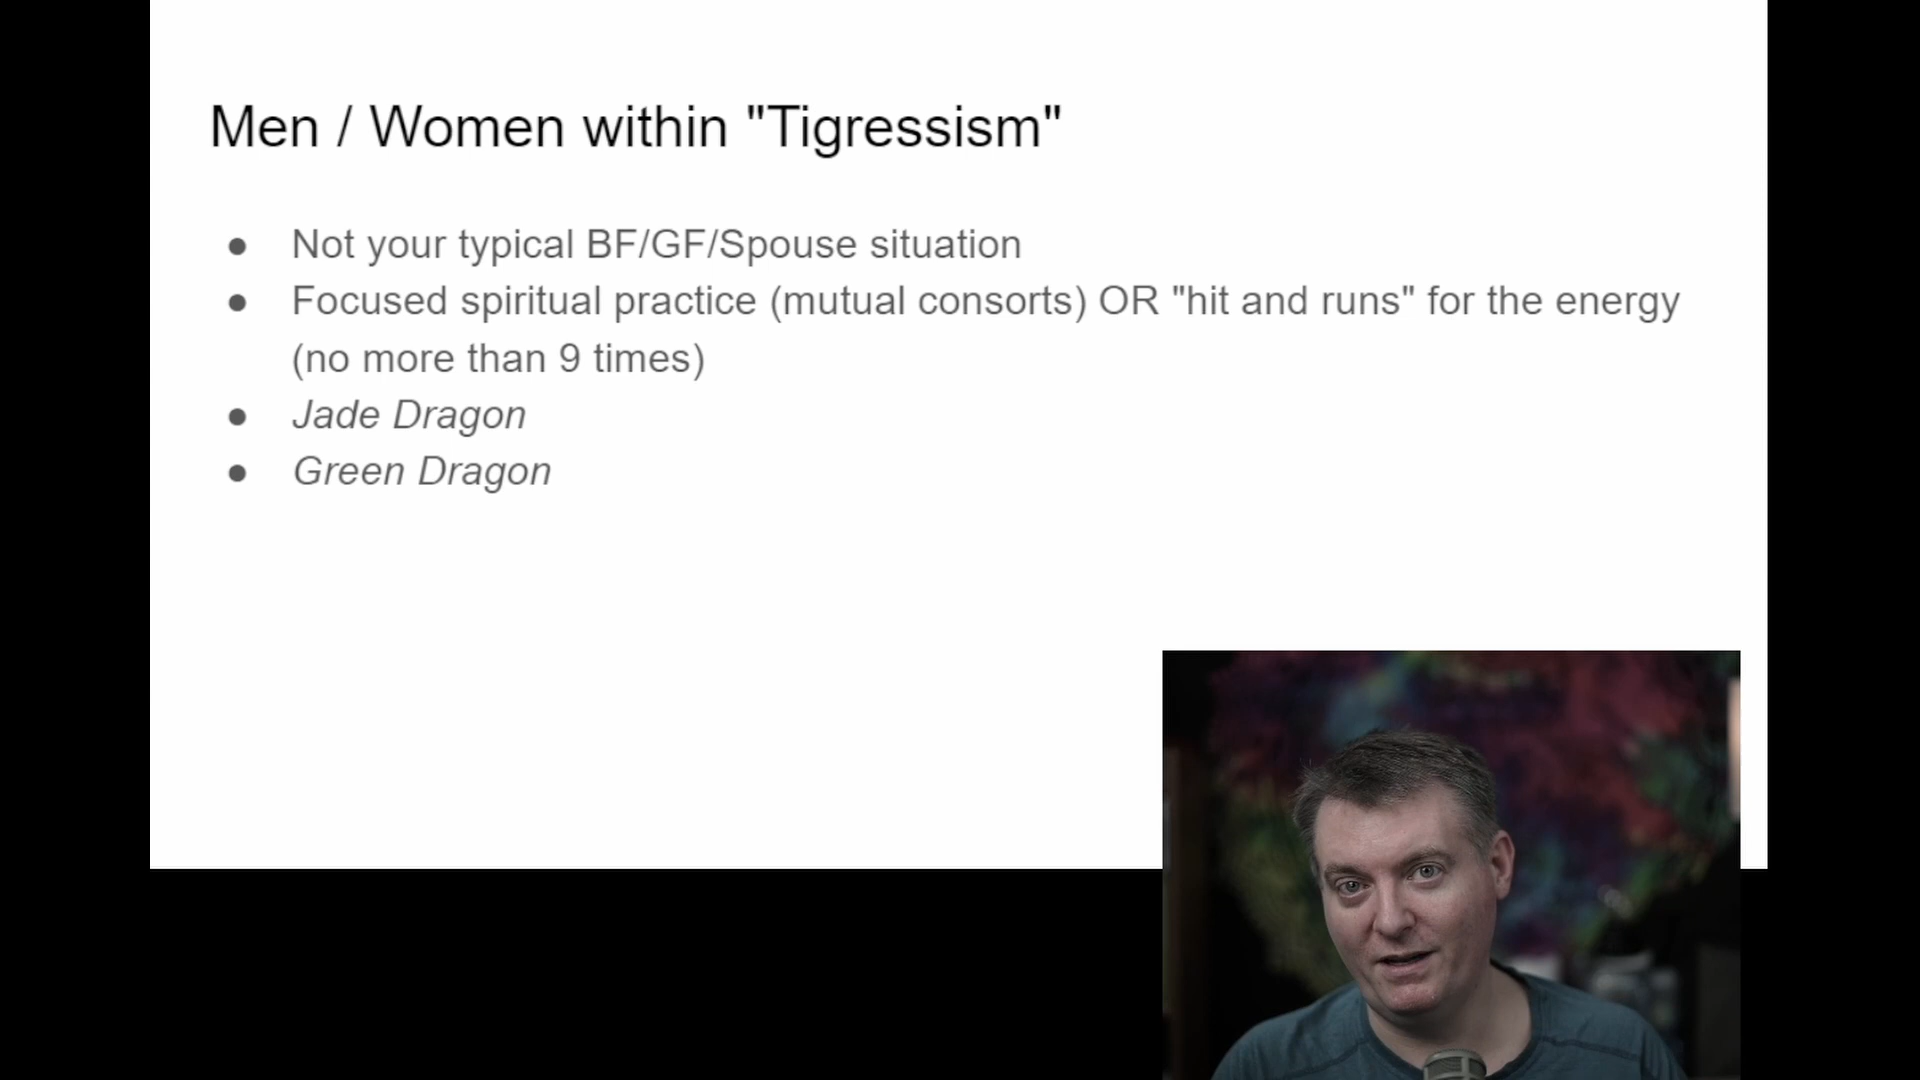 Men / Women within "Tigressism"
● Not your typical BF/GF/Spouse situation
● Focused spiritual practice (mutual consorts) OR "hit and runs" for the energy
(no more than 9 times)
● Jade Dragon
● Green Dragon